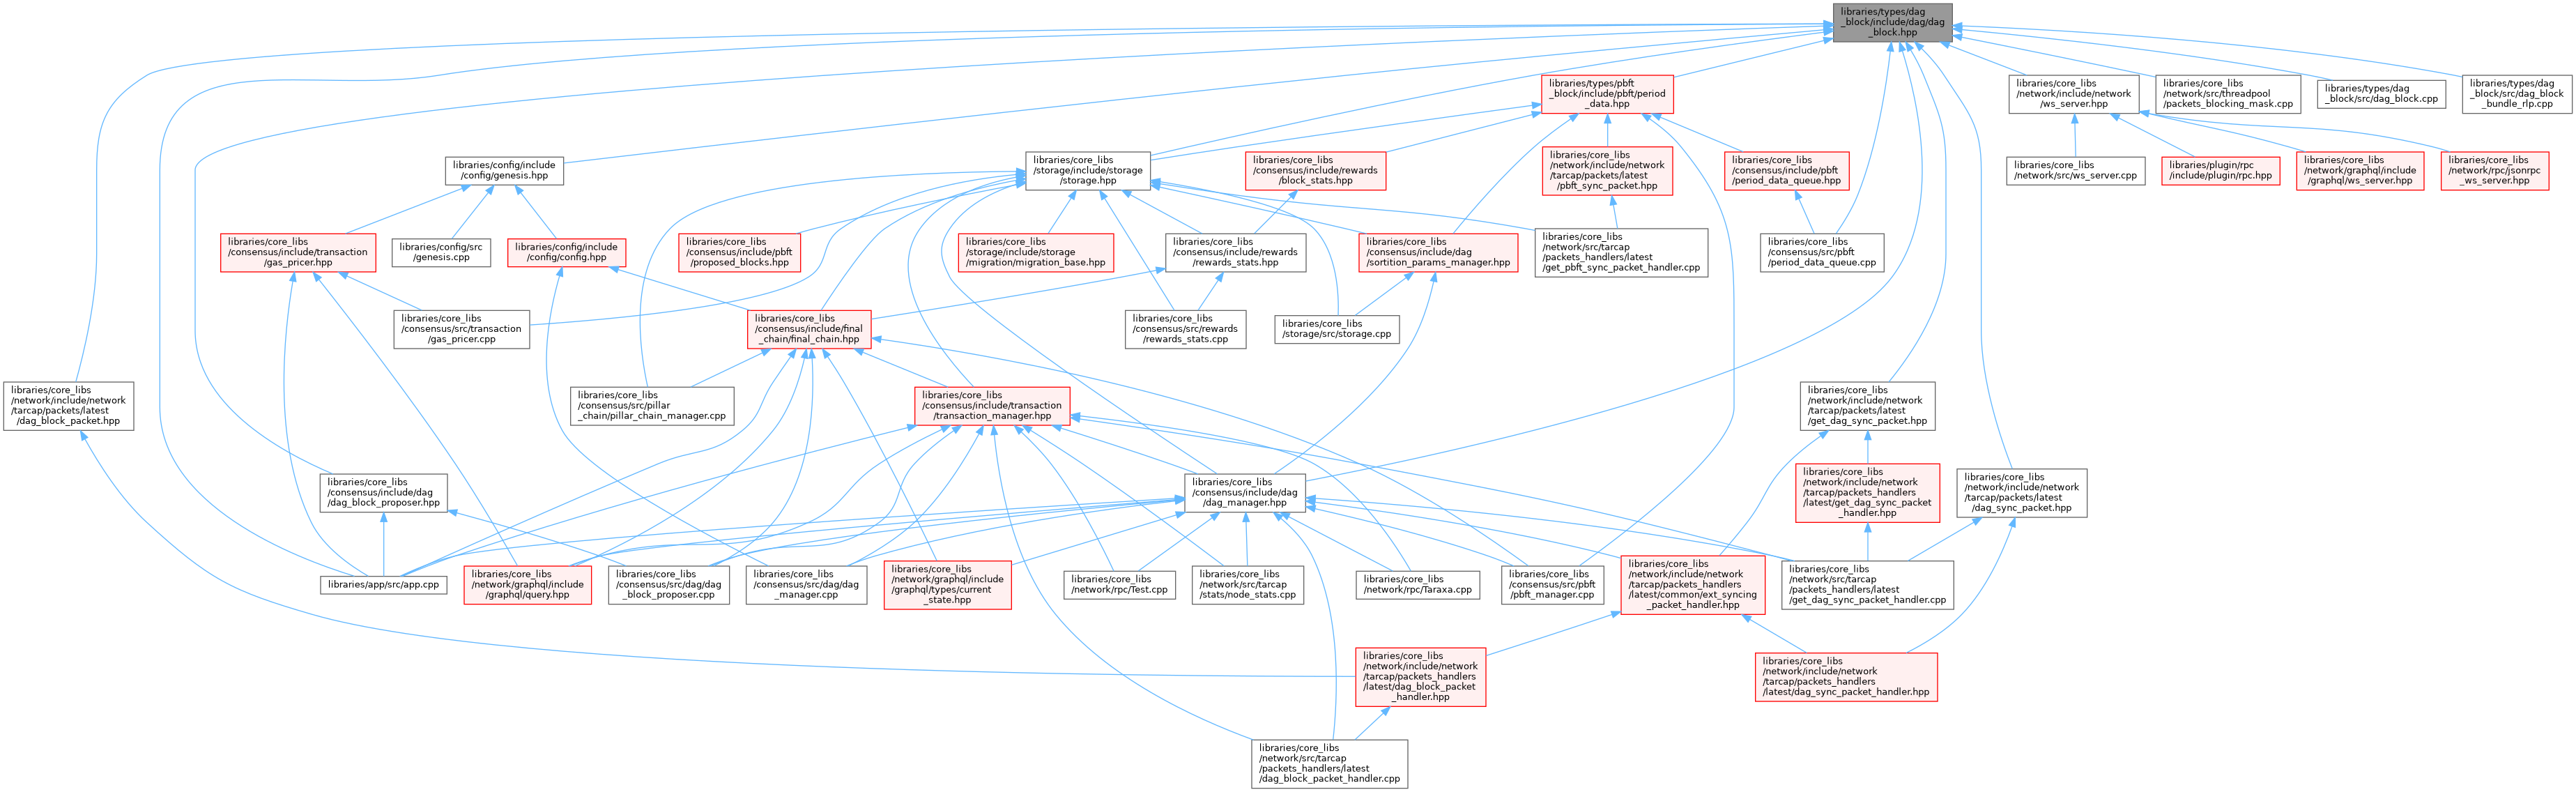 libraries/types/dag
_block/include/dag/dag
_block.hpp
libraries/types/pbft
_block/include/pbft/period
_data.hpp
libraries/core_libs
/network/include/network
/ws_server.hpp
libraries/core_libs
/network/src/threadpool
/packets_blocking_mask.cpp
libraries/types/dag
_block/src/dag_block.cpp
libraries/types/dag
_block/src/dag_block
_bundle_rlp.cpp
libraries/config/include
/config/genesis.hpp
libraries/core_libs
/storage/include/storage
/storage.hpp
libraries/core_libs
/consensus/include/rewards
/block_stats.hpp
libraries/core_libs
/network/include/network
/tarcap/packets/latest
/pbft_sync_packet.hpp
libraries/core_libs
/consensus/include/pbft
/period_data_queue.hpp
libraries/core_libs
/network/src/ws_server.cpp
libraries/plugin/rpc
/include/plugin/rpc.hpp
libraries/core_libs
/network/graphql/include
/graphql/ws_server.hpp
libraries/core_libs
/network/rpc/jsonrpc
_ws_server.hpp
libraries/core_libs
/consensus/include/transaction
/gas_pricer.hpp
libraries/config/src
/genesis.cpp
libraries/config/include
/config/config.hpp
libraries/core_libs
/consensus/include/pbft
/proposed_blocks.hpp
libraries/core_libs
/storage/include/storage
/migration/migration_base.hpp
libraries/core_libs
/consensus/include/rewards
/rewards_stats.hpp
libraries/core_libs
/consensus/include/dag
/sortition_params_manager.hpp
libraries/core_libs
/network/src/tarcap
/packets_handlers/latest
/get_pbft_sync_packet_handler.cpp
libraries/core_libs
/consensus/src/pbft
/period_data_queue.cpp
libraries/core_libs
/consensus/src/transaction
/gas_pricer.cpp
libraries/core_libs
/consensus/include/final
_chain/final_chain.hpp
libraries/core_libs
/consensus/src/rewards
/rewards_stats.cpp
libraries/core_libs
/storage/src/storage.cpp
libraries/core_libs
/network/include/network
/tarcap/packets/latest
/dag_block_packet.hpp
libraries/core_libs
/consensus/src/pillar
_chain/pillar_chain_manager.cpp
libraries/core_libs
/consensus/include/transaction
/transaction_manager.hpp
libraries/core_libs
/network/include/network
/tarcap/packets/latest
/get_dag_sync_packet.hpp
libraries/core_libs
/consensus/include/dag
/dag_block_proposer.hpp
libraries/core_libs
/consensus/include/dag
/dag_manager.hpp
libraries/core_libs
/network/include/network
/tarcap/packets_handlers
/latest/get_dag_sync_packet
_handler.hpp
libraries/core_libs
/network/include/network
/tarcap/packets/latest
/dag_sync_packet.hpp
libraries/app/src/app.cpp
libraries/core_libs
/network/graphql/include
/graphql/query.hpp
libraries/core_libs
/consensus/src/dag/dag
_block_proposer.cpp
libraries/core_libs
/consensus/src/dag/dag
_manager.cpp
libraries/core_libs
/network/graphql/include
/graphql/types/current
_state.hpp
libraries/core_libs
/network/rpc/Test.cpp
libraries/core_libs
/network/src/tarcap
/stats/node_stats.cpp
libraries/core_libs
/network/rpc/Taraxa.cpp
libraries/core_libs
/consensus/src/pbft
/pbft_manager.cpp
libraries/core_libs
/network/include/network
/tarcap/packets_handlers
/latest/common/ext_syncing
_packet_handler.hpp
libraries/core_libs
/network/src/tarcap
/packets_handlers/latest
/get_dag_sync_packet_handler.cpp
libraries/core_libs
/network/include/network
/tarcap/packets_handlers
/latest/dag_block_packet
_handler.hpp
libraries/core_libs
/network/include/network
/tarcap/packets_handlers
/latest/dag_sync_packet_handler.hpp
libraries/core_libs
/network/src/tarcap
/packets_handlers/latest
/dag_block_packet_handler.cpp